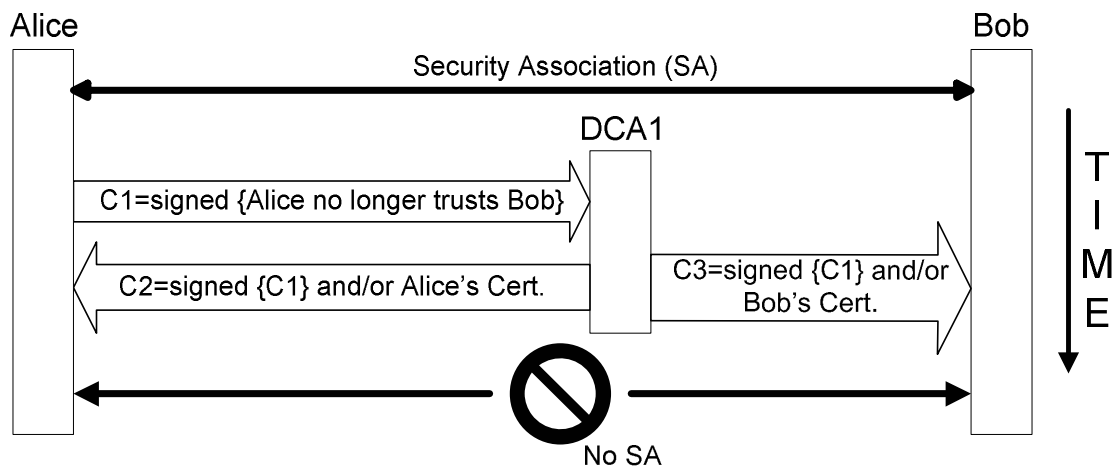 Alice
Bob
Security Association (SA)
DCA1
C1=signed {Alice no longer trusts Bob}
C2=signed {C1} and/or Alice’s Cert.
C3=signed {C1} and/or
Bob’s Cert.
No SA
T
I
M
E